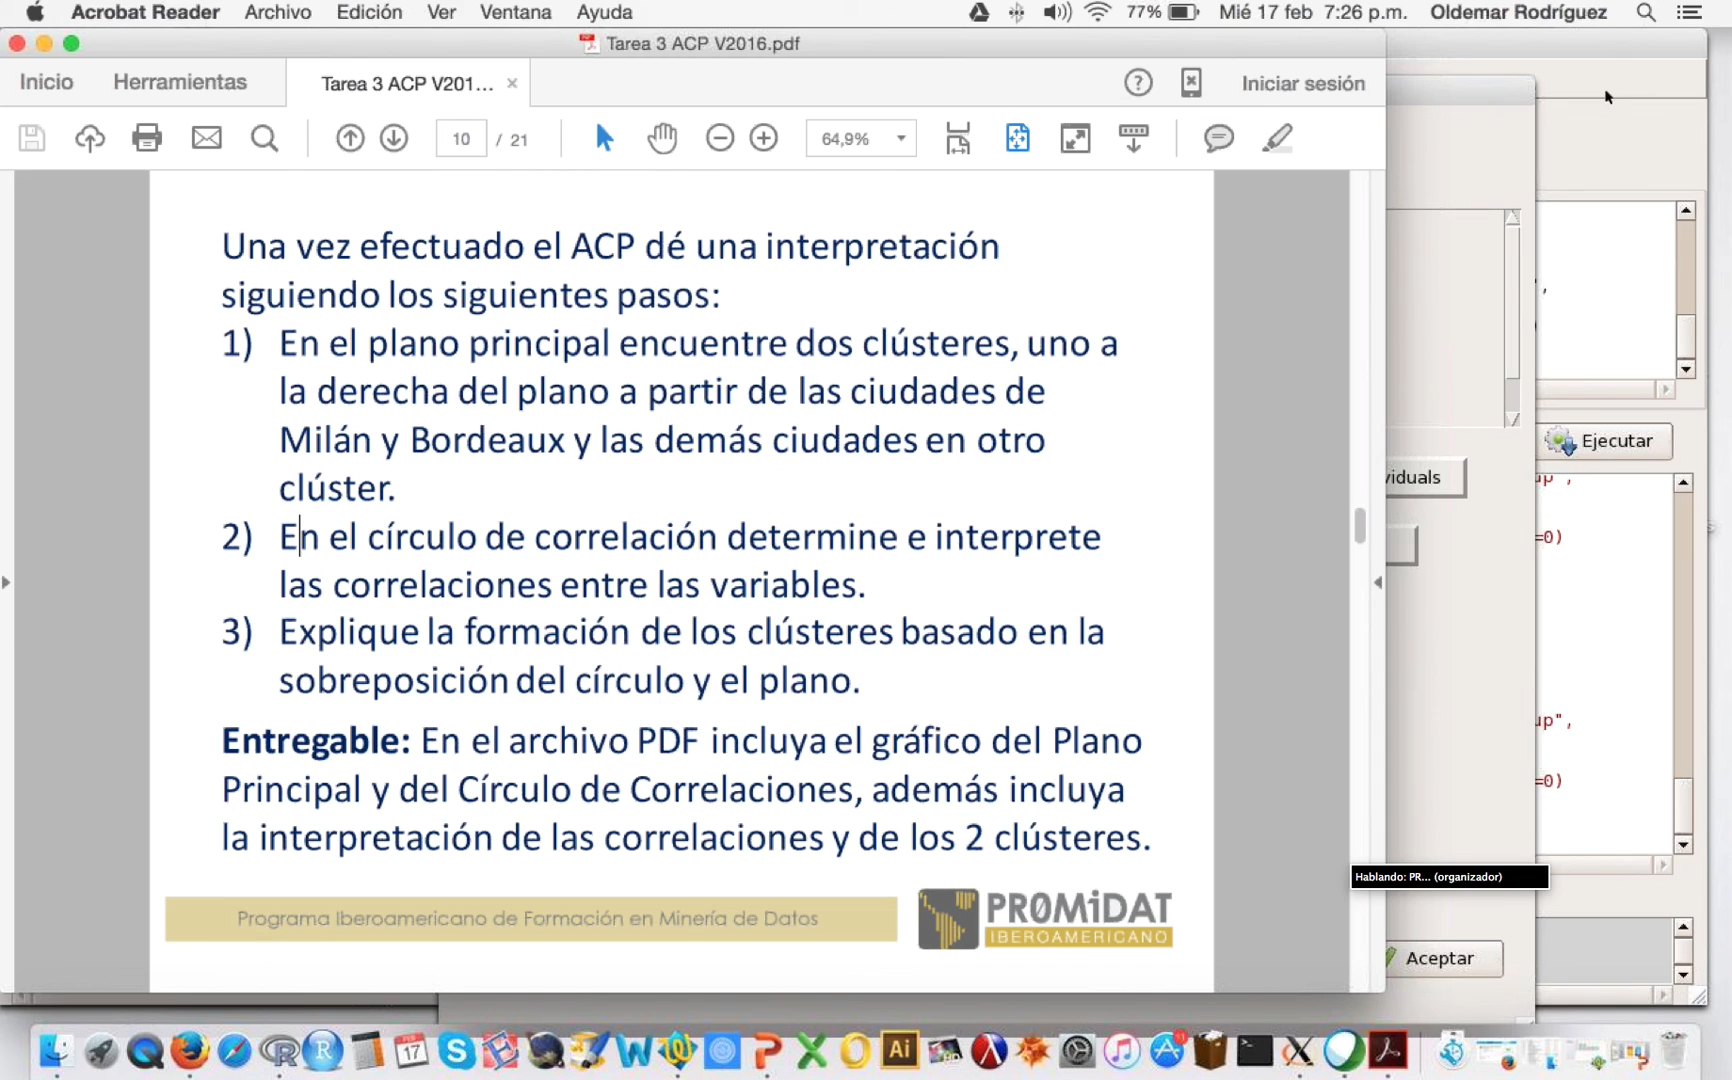 Acrobat Reader Archivo Edición Ver Ventana Ayuda 77% Mié 17 feb 7:26 p.m. Oldemar Rodríguez
Tarea 3 ACP V2016.pdf
Inicio Herramientas Tarea 3 ACP V201... × Iniciar sesión
10 / 21 64,9%
Una vez efectuado el ACP dé una interpretación
siguiendo los siguientes pasos:
1) En el plano principal encuentre dos clústeres, uno a
la derecha del plano a partir de las ciudades de
Milán y Bordeaux y las demás ciudades en otro
clúster.
2) En el círculo de correlación determine e interprete
las correlaciones entre las variables.
3) Explique la formación de los clústeres basado en la
sobreposición del círculo y el plano.
Entregable: En el archivo PDF incluya el gráfico del Plano
Principal y del Círculo de Correlaciones, además incluya
la interpretación de las correlaciones y de los 2 clústeres.
Programa Iberoamericano de Formación en Minería de Datos
PR0MiDAT
IBEROAMERICANO
Ejecutar
viduals
up",
=0)
up",
=0)
Hablando: PR... (organizador)
Aceptar
17
Ai